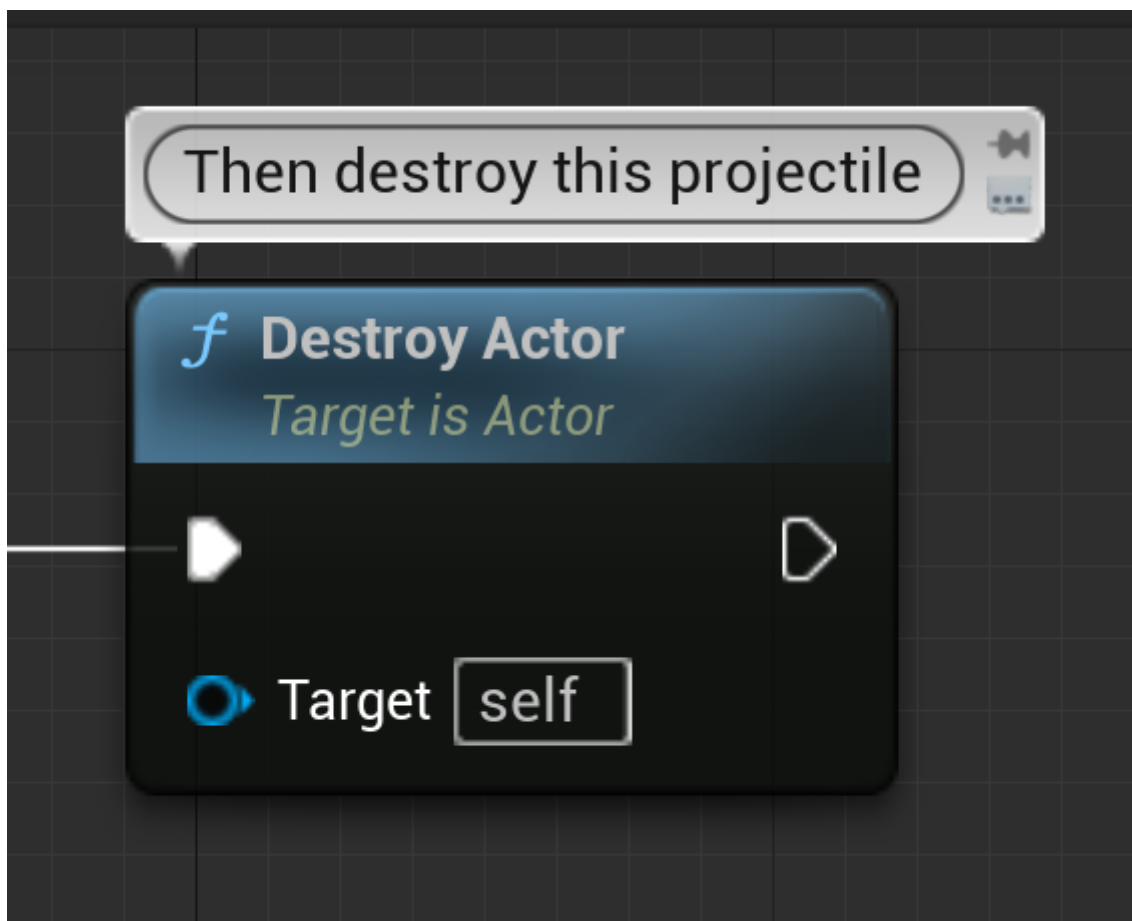 Then destroy this projectile
f Destroy Actor
Target is Actor
Target self